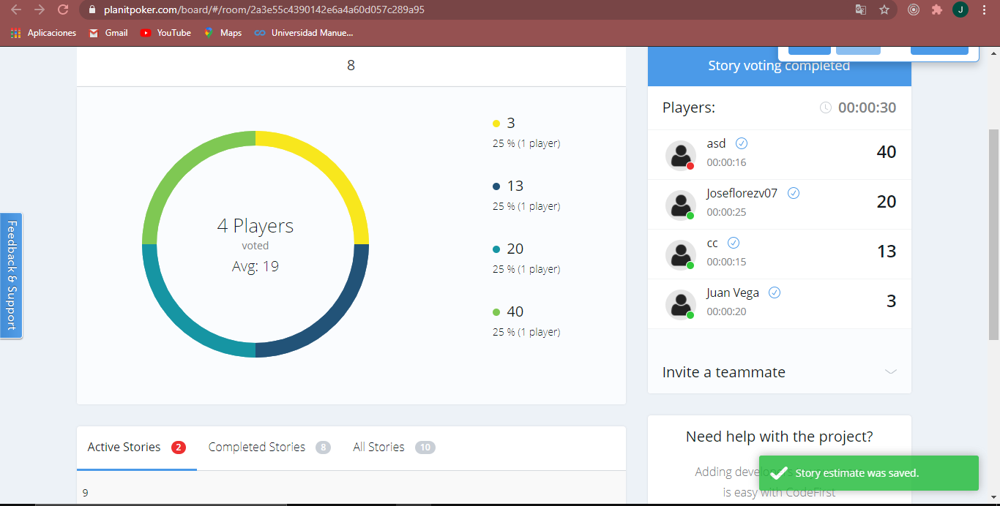 planitpoker.com/board/#/room/2a3e55c4390142e6a4a60d057c289a95
J
Aplicaciones
Gmail
YouTube
Maps
Universidad Manue...
8
3
25 % (1 player)
13
25 % (1 player)
20
25 % (1 player)
40
25 % (1 player)
4 Players
voted
Avg: 19
Story voting completed
Players:
00:00:30
asd
40
00:00:16
Joseflorezv07
20
00:00:25
cc
13
00:00:15
Juan Vega
3
00:00:20
Invite a teammate
Feedback & Support
Active Stories 2
Completed Stories 8
All Stories 10
9
Need help with the project?
Adding
is easy with CodeFirst
Story estimate was saved.